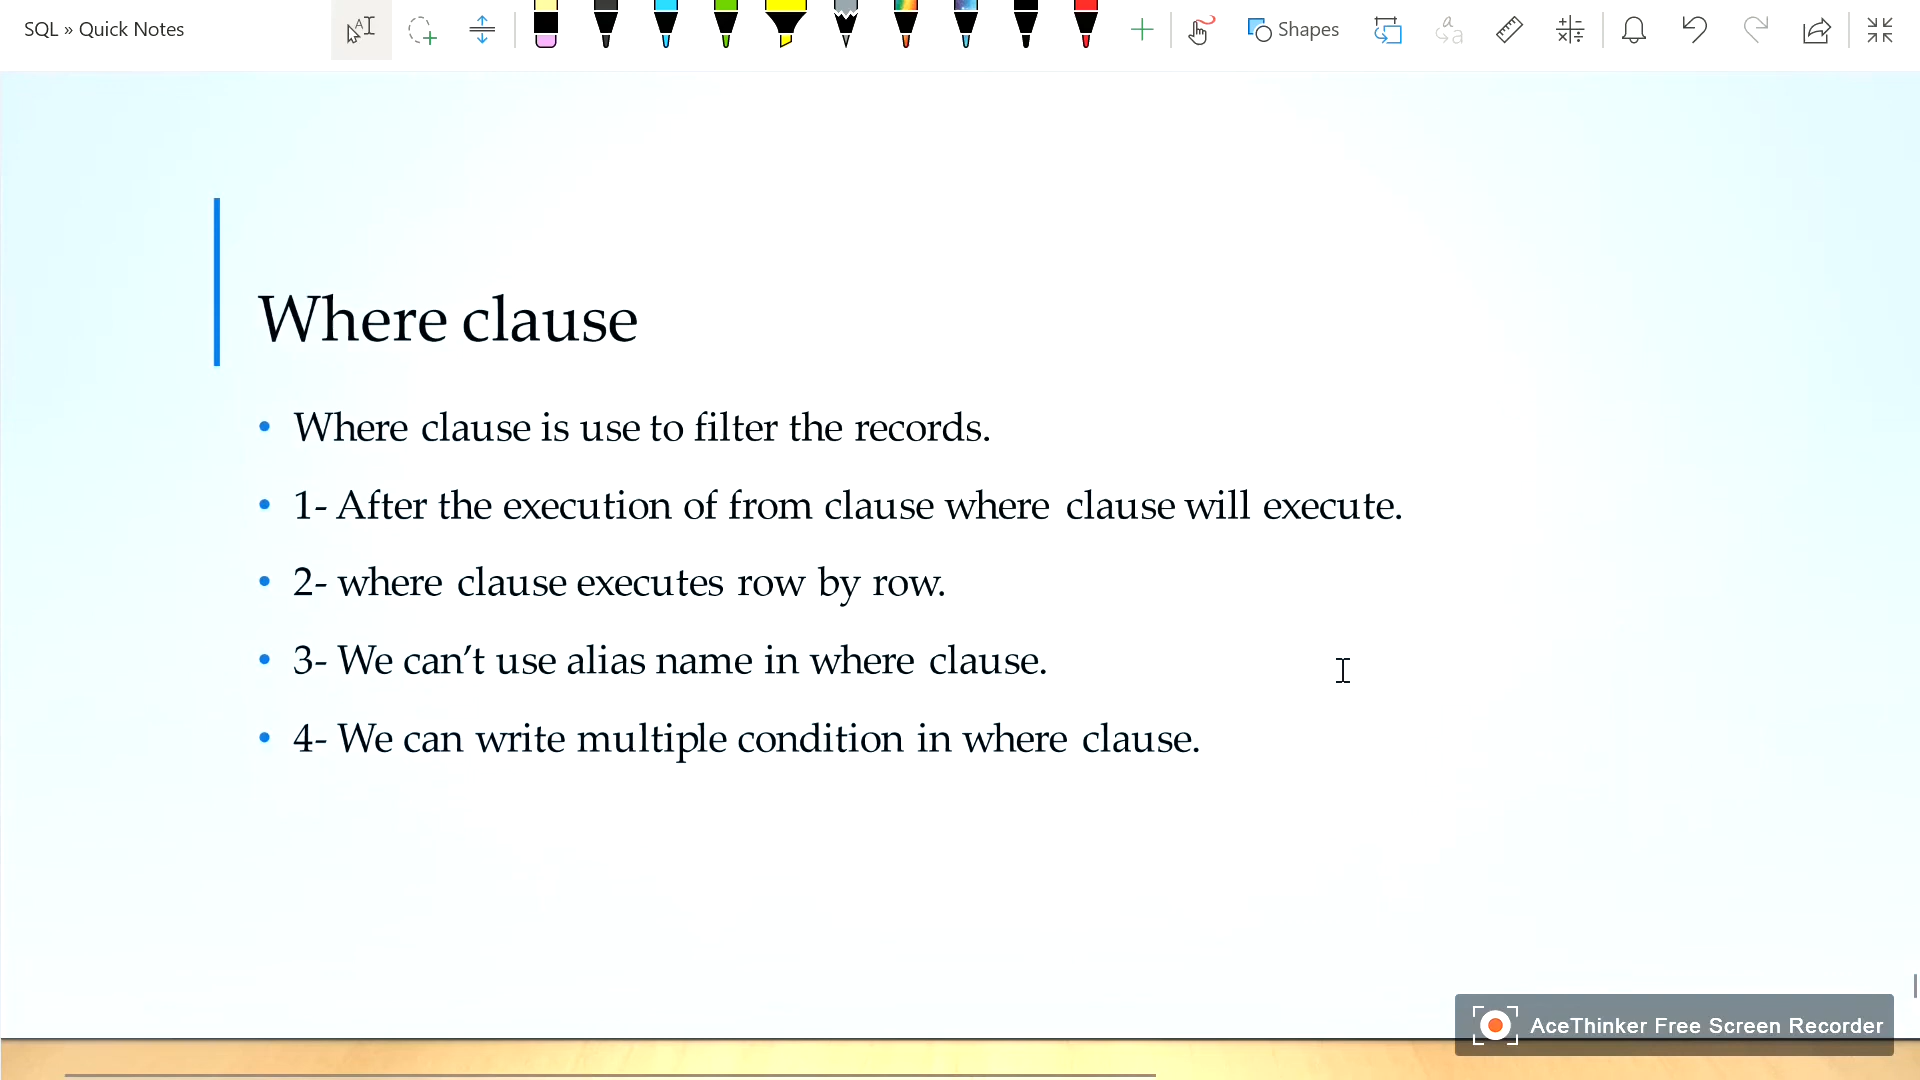 SQL » Quick Notes
Shapes
Where clause
• Where clause is use to filter the records.
• 1- After the execution of from clause where clause will execute.
• 2- where clause executes row by row.
• 3- We can’t use alias name in where clause.
• 4- We can write multiple condition in where clause.
AceThinker Free Screen Recorder